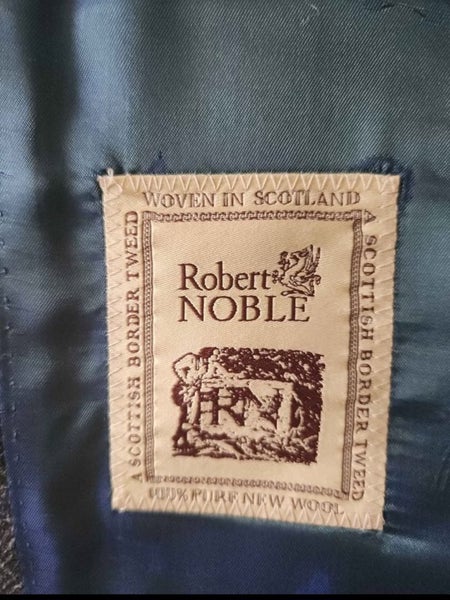 WOVEN IN SCOTLAND
A SCOTTISH BORDER TWEED
Robert
NOBLE
RN
A SCOTTISH BORDER TWEED
100% PURE NEW WOOL